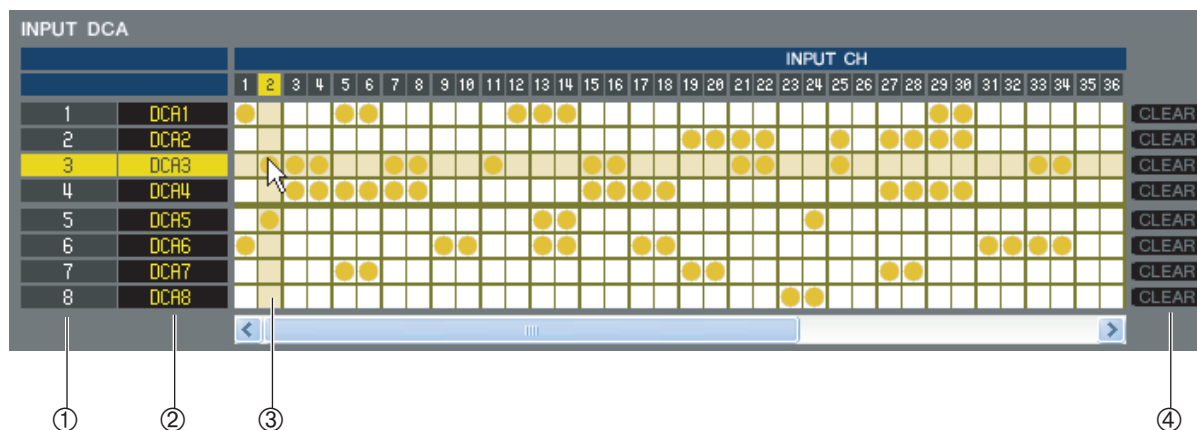 INPUT DCA
INPUT CH
1 2 3 4 5 6 7 8 9 10 11 12 13 14 15 16 17 18 19 20 21 22 23 24 25 26 27 28 29 30 31 32 33 34 35 36
1 DCA1 CLEAR
2 DCA2 CLEAR
3 DCA3 CLEAR
4 DCA4 CLEAR
5 DCA5 CLEAR
6 DCA6 CLEAR
7 DCA7 CLEAR
8 DCA8 CLEAR
① ② ③ ④